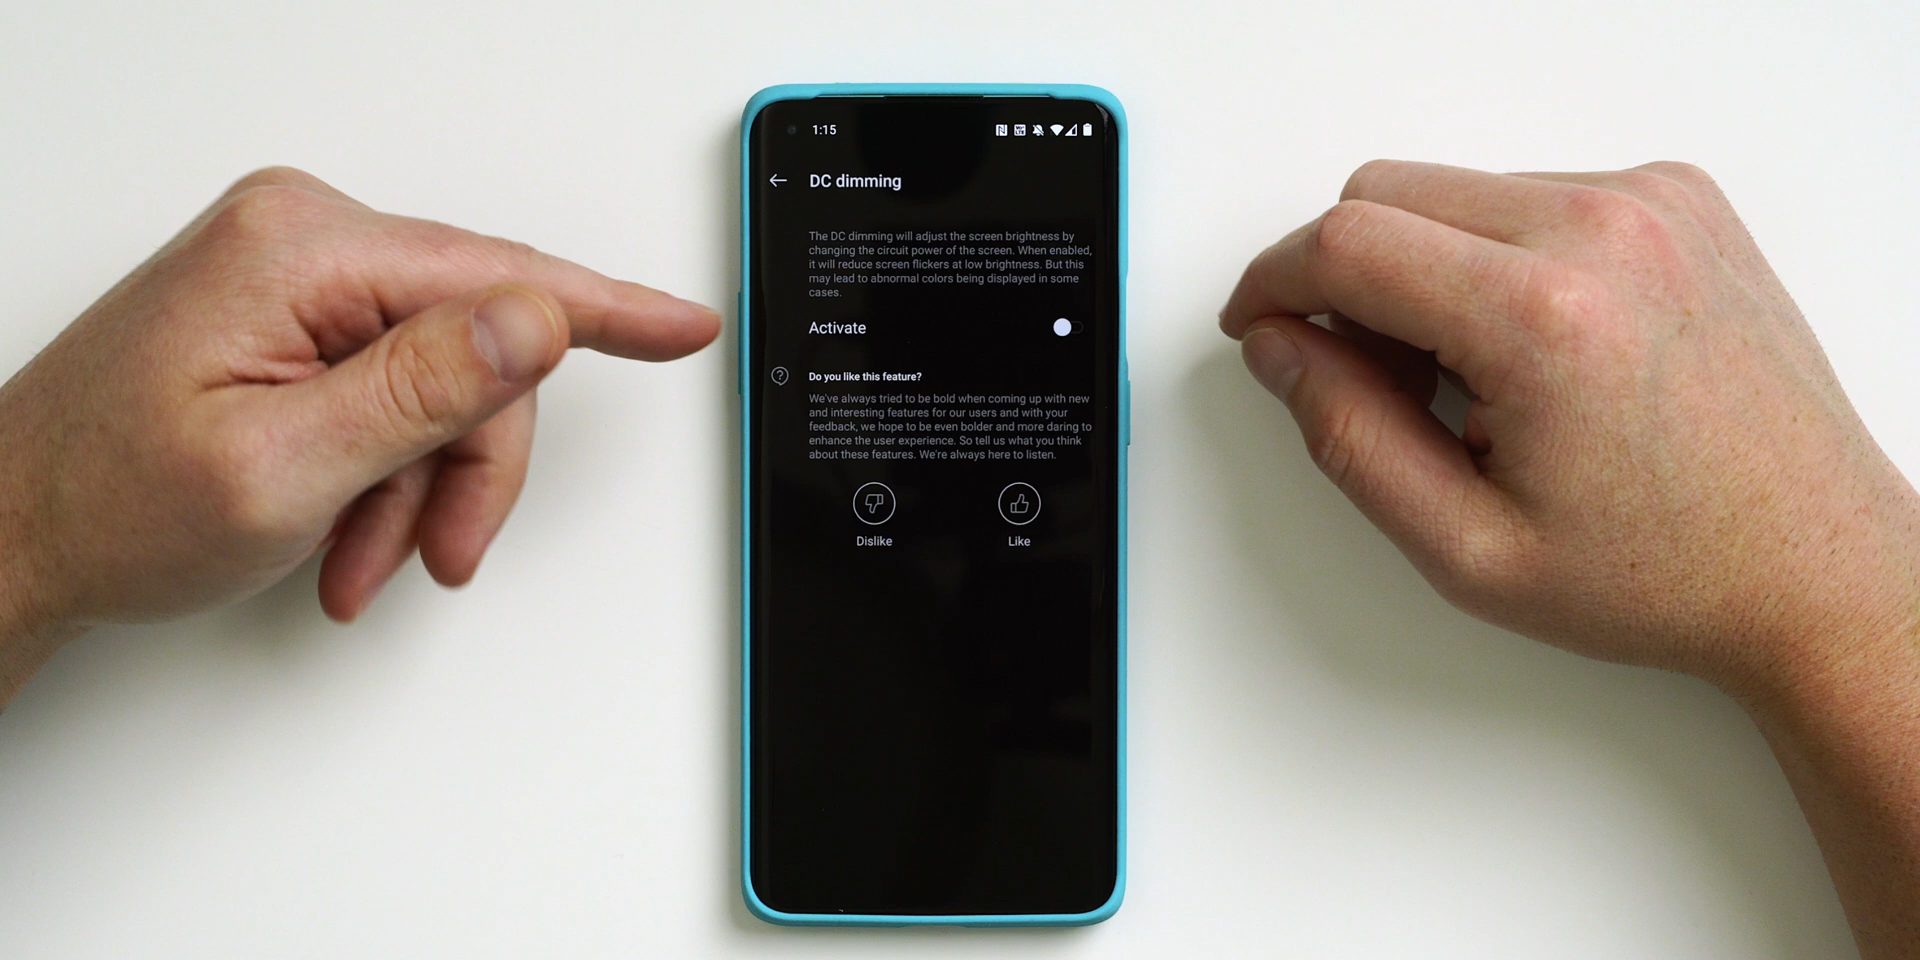 1:15
DC dimming
The DC dimming will adjust the screen brightness by
changing the circuit power of the screen. When enabled,
it will reduce screen flickers at low brightness. But this
may lead to abnormal colors being displayed in some
cases.
Activate
Do you like this feature?
We've always tried to be bold when coming up with new
and interesting features for our users and with your
feedback, we hope to be even bolder and more daring to
enhance the user experience. So tell us what you think
about these features. We're always here to listen.
Dislike Like